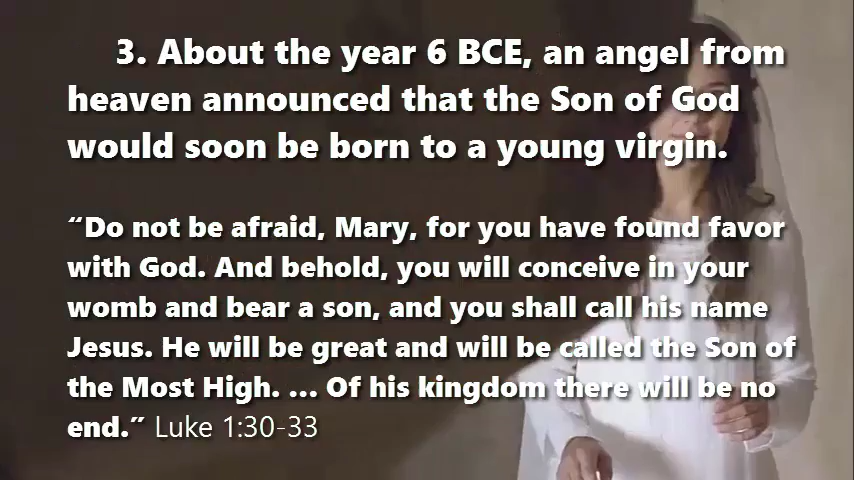 3. About the year 6 BCE, an angel from
heaven announced that the Son of God
would soon be born to a young virgin.
“Do not be afraid, Mary, for you have found favor
with God. And behold, you will conceive in your
womb and bear a son, and you shall call his name
Jesus. He will be great and will be called the Son of
the Most High. … Of his kingdom there will be no
end.” Luke 1:30-33